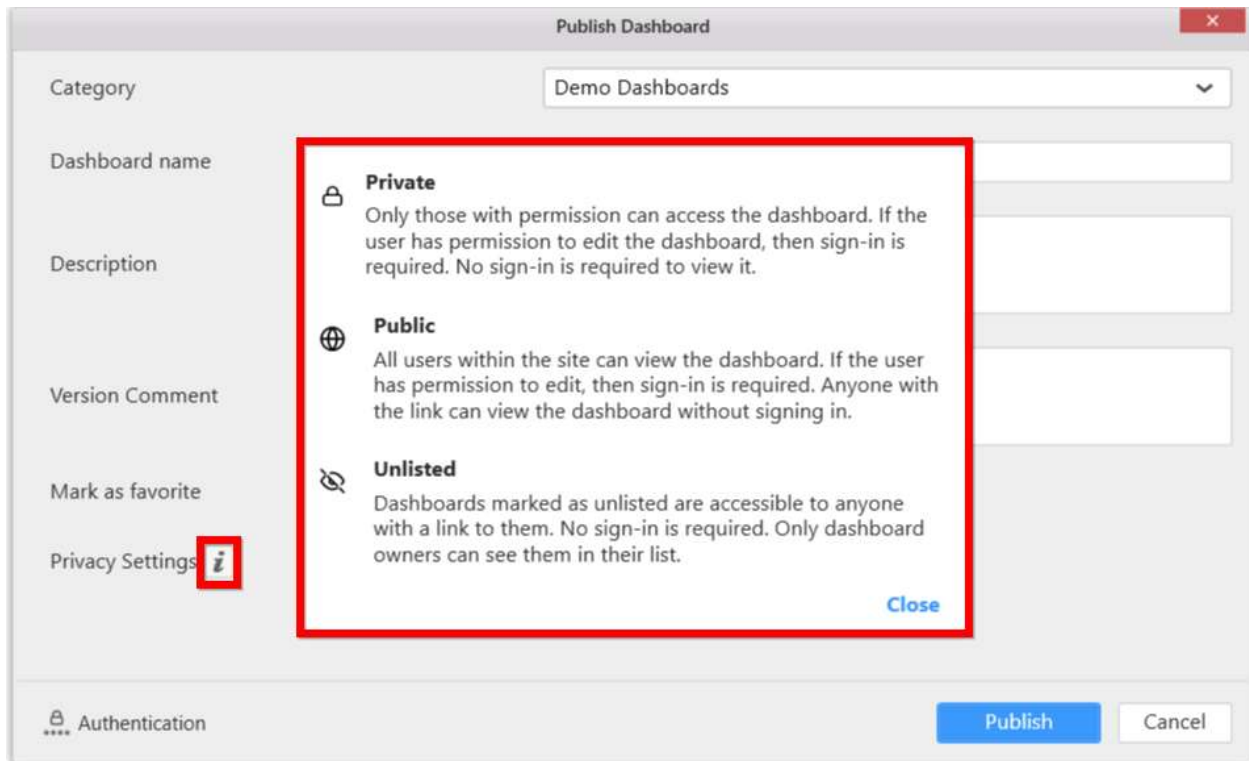 Publish Dashboard
Category
Demo Dashboards
Dashboard name
Private
Only those with permission can access the dashboard. If the
user has permission to edit the dashboard, then sign-in is
required. No sign-in is required to view it.
Description
Public
All users within the site can view the dashboard. If the user
has permission to edit, then sign-in is required. Anyone with
the link can view the dashboard without signing in.
Version Comment
Unlisted
Dashboards marked as unlisted are accessible to anyone
with a link to them. No sign-in is required. Only dashboard
owners can see them in their list.
Mark as favorite
Privacy Settings i
Close
Authentication
Publish
Cancel